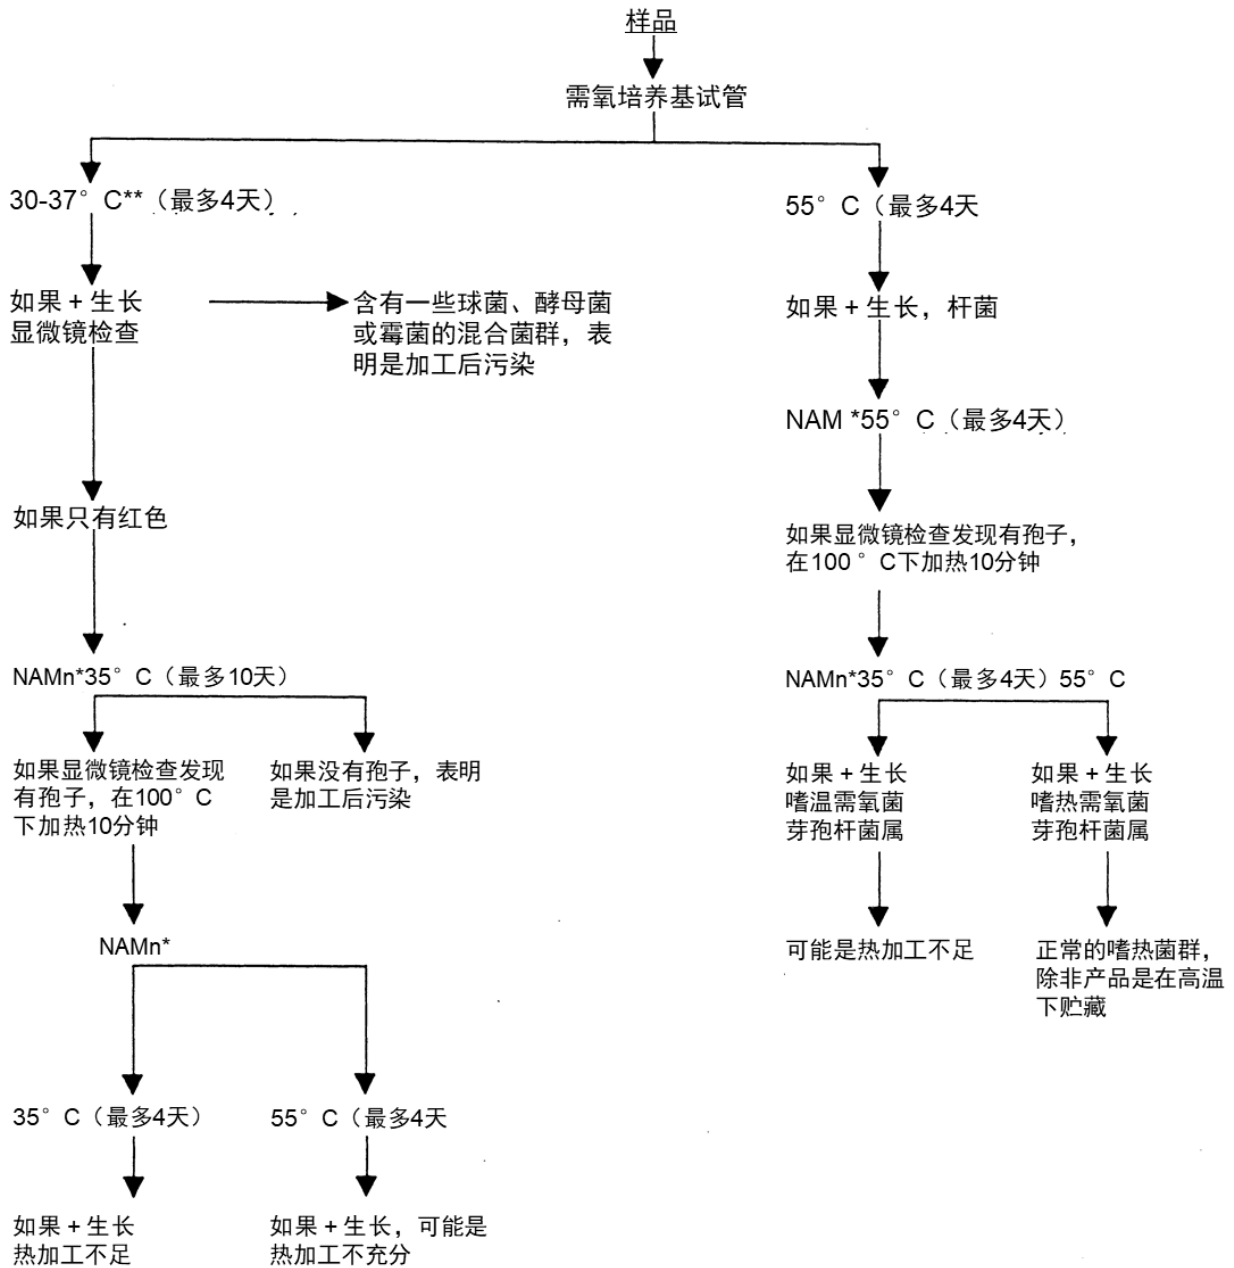 样品
需氧培养基试管
30-37°C**（最多4天）
55°C（最多4天
如果+生长
显微镜检查
含有一些球菌、酵母菌
或霉菌的混合菌群，表
明是加工后污染
如果+生长，杆菌
NAM *55°C（最多4天）
如果只有红色
如果显微镜检查发现有孢子，
在100°C下加热10分钟
NAMn*35°C（最多10天）
NAMn*35°C（最多4天）55°C
如果显微镜检查发现
有孢子，在100°C
下加热10分钟
如果没有孢子，表明
是加工后污染
如果+生长
嗜温需氧菌
芽孢杆菌属
如果+生长
嗜热需氧菌
芽孢杆菌属
NAMn*
可能是热加工不足
正常的嗜热菌群，
除非产品是在高温
下贮藏
35°C（最多4天）
55°C（最多4天
如果+生长
热加工不足
如果+生长，可能是
热加工不充分